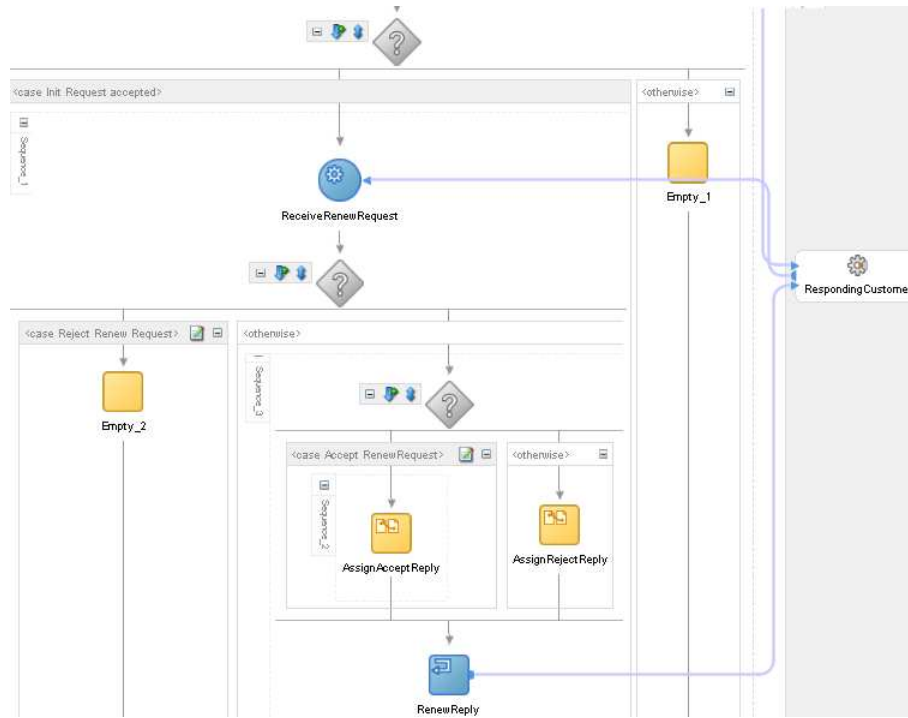 <case Init Request accepted>
<otherwise>
Sequence_1
Empty_1
ReceiveRenewRequest
RespondingCustome
<case Reject Renew Request>
<otherwise>
Sequence_3
Empty_2
<case Accept RenewRequest>
<otherwise>
Sequence_2
AssignAcceptReply
AssignRejectReply
RenewReply